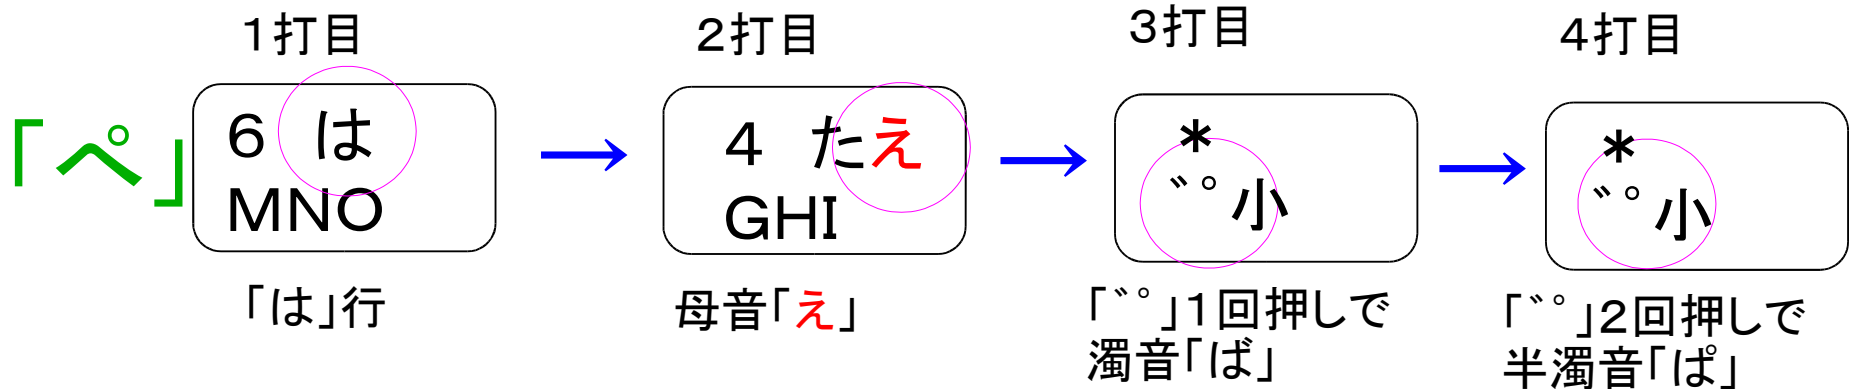 1打目
2打目
3打目
4打目
「ペ」
6 は
MNO
4 たえ
GHI
*
゛゜小
*
゛゜小
「は」行
母音「え」
「゛゜」1回押しで
濁音「ば」
「゛゜」2回押しで
半濁音「ぱ」